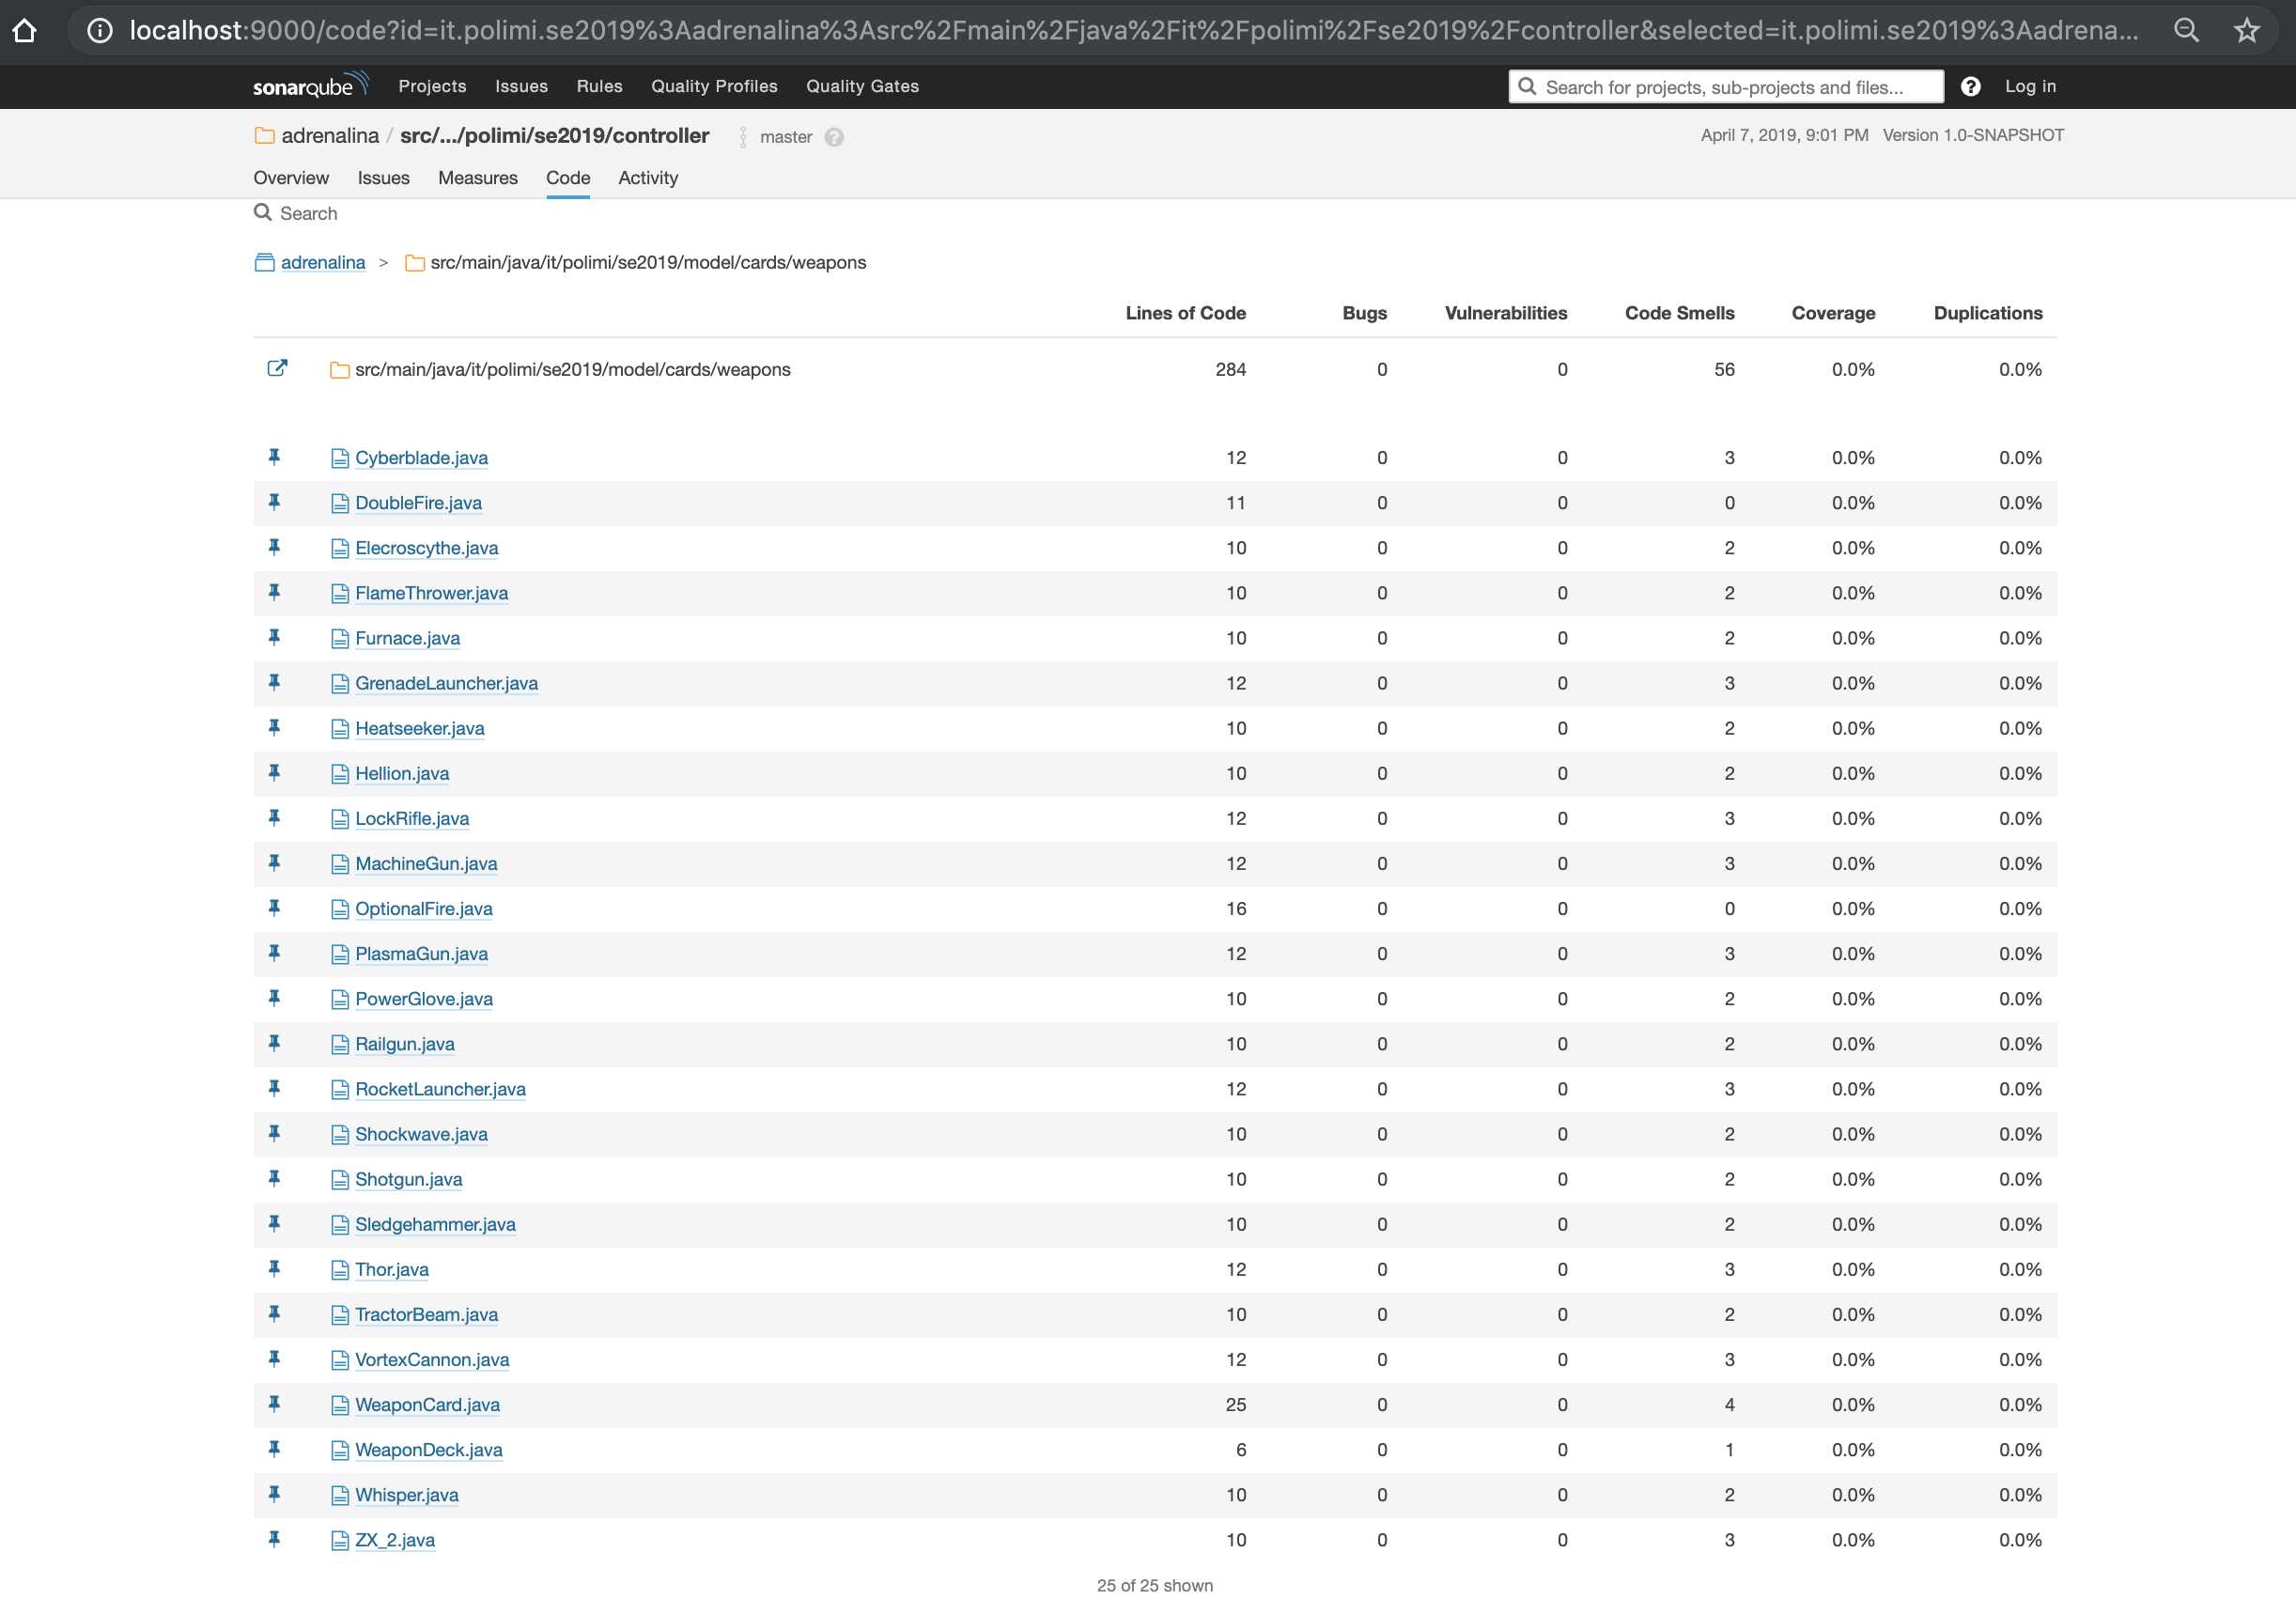 localhost:9000/code?id=it.polimi.se2019%3Aadrenalina%3Asrc%2Fmain%2Fjava%2Fit%2Fpolimi%2Fse2019%2Fcontroller&selected=it.polimi.se2019%3Aadrena...
sonarqube Projects Issues Rules Quality Profiles Quality Gates Search for projects, sub-projects and files... ? Log in
adrenalina / src/.../polimi/se2019/controller master ? April 7, 2019, 9:01 PM Version 1.0-SNAPSHOT
Overview Issues Measures Code Activity
Search
adrenalina > src/main/java/it/polimi/se2019/model/cards/weapons
Lines of Code Bugs Vulnerabilities Code Smells Coverage Duplications
src/main/java/it/polimi/se2019/model/cards/weapons 284 0 0 56 0.0% 0.0%
Cyberblade.java 12 0 0 3 0.0% 0.0%
DoubleFire.java 11 0 0 0 0.0% 0.0%
Elecroscythe.java 10 0 0 2 0.0% 0.0%
FlameThrower.java 10 0 0 2 0.0% 0.0%
Furnace.java 10 0 0 2 0.0% 0.0%
GrenadeLauncher.java 12 0 0 3 0.0% 0.0%
Heatseeker.java 10 0 0 2 0.0% 0.0%
Hellion.java 10 0 0 2 0.0% 0.0%
LockRifle.java 12 0 0 3 0.0% 0.0%
MachineGun.java 12 0 0 3 0.0% 0.0%
OptionalFire.java 16 0 0 0 0.0% 0.0%
PlasmaGun.java 12 0 0 3 0.0% 0.0%
PowerGlove.java 10 0 0 2 0.0% 0.0%
Railgun.java 10 0 0 2 0.0% 0.0%
RocketLauncher.java 12 0 0 3 0.0% 0.0%
Shockwave.java 10 0 0 2 0.0% 0.0%
Shotgun.java 10 0 0 2 0.0% 0.0%
Sledgehammer.java 10 0 0 2 0.0% 0.0%
Thor.java 12 0 0 3 0.0% 0.0%
TractorBeam.java 10 0 0 2 0.0% 0.0%
VortexCannon.java 12 0 0 3 0.0% 0.0%
WeaponCard.java 25 0 0 4 0.0% 0.0%
WeaponDeck.java 6 0 0 1 0.0% 0.0%
Whisper.java 10 0 0 2 0.0% 0.0%
ZX_2.java 10 0 0 3 0.0% 0.0%
25 of 25 shown